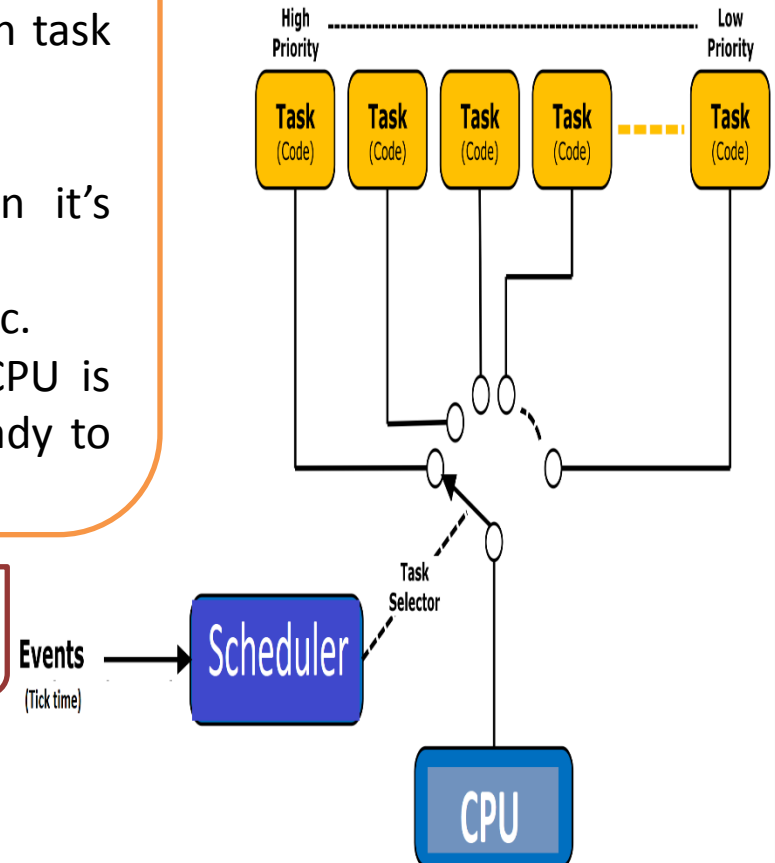 n task
n it’s
c.
CPU is
ady to
High
Priority
Low
Priority
Task
(Code)
Task
(Code)
Task
(Code)
Task
(Code)
Task
(Code)
Task
Selector
Events
(Tick time)
Scheduler
CPU